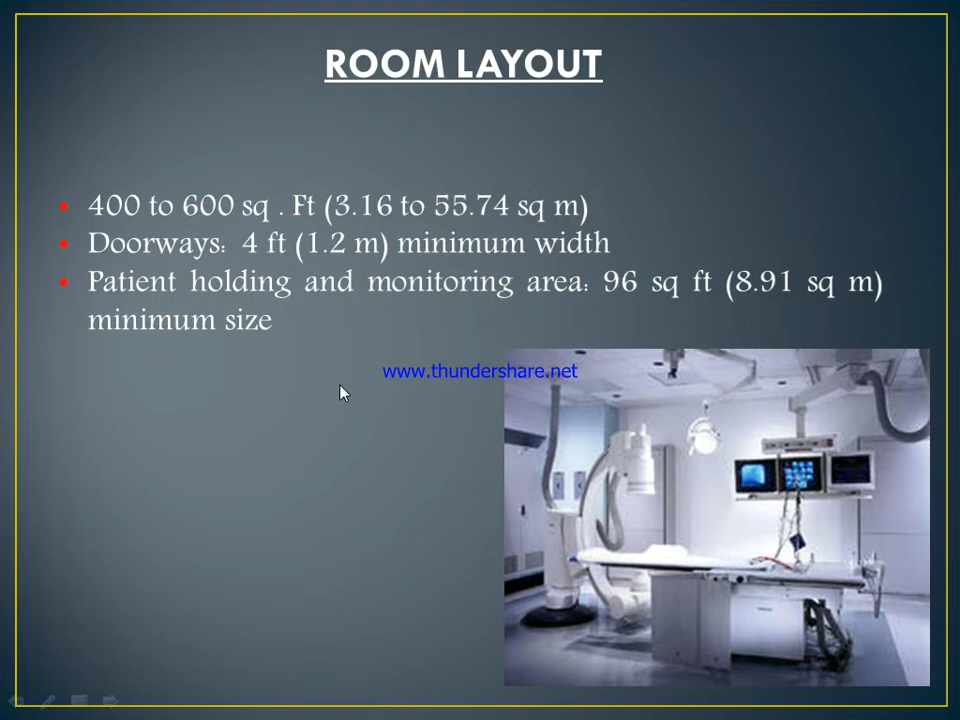 ROOM LAYOUT
400 to 600 sq . Ft (3.16 to 55.74 sq m)
Doorways: 4 ft (1.2 m) minimum width
Patient holding and monitoring area: 96 sq ft (8.91 sq m)
minimum size
www.thundershare.net